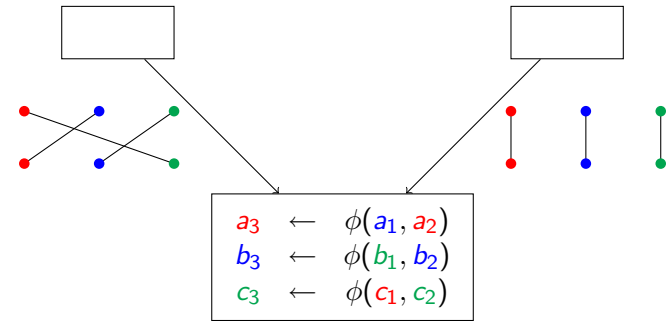 a₃ ← ϕ(a₁, a₂)
b₃ ← ϕ(b₁, b₂)
c₃ ← ϕ(c₁, c₂)